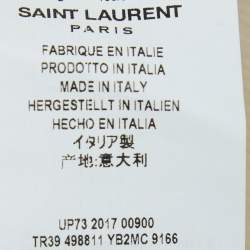 SAINT LAURENT
PARIS
FABRIQUE EN ITALIE
PRODOTTO IN ITALIA
MADE IN ITALY
HERGESTELLT IN ITALIEN
HECHO EN ITALIA
イタリア製
产地:意大利
UP73 2017 00900
TR39 498811 YB2MC 9166